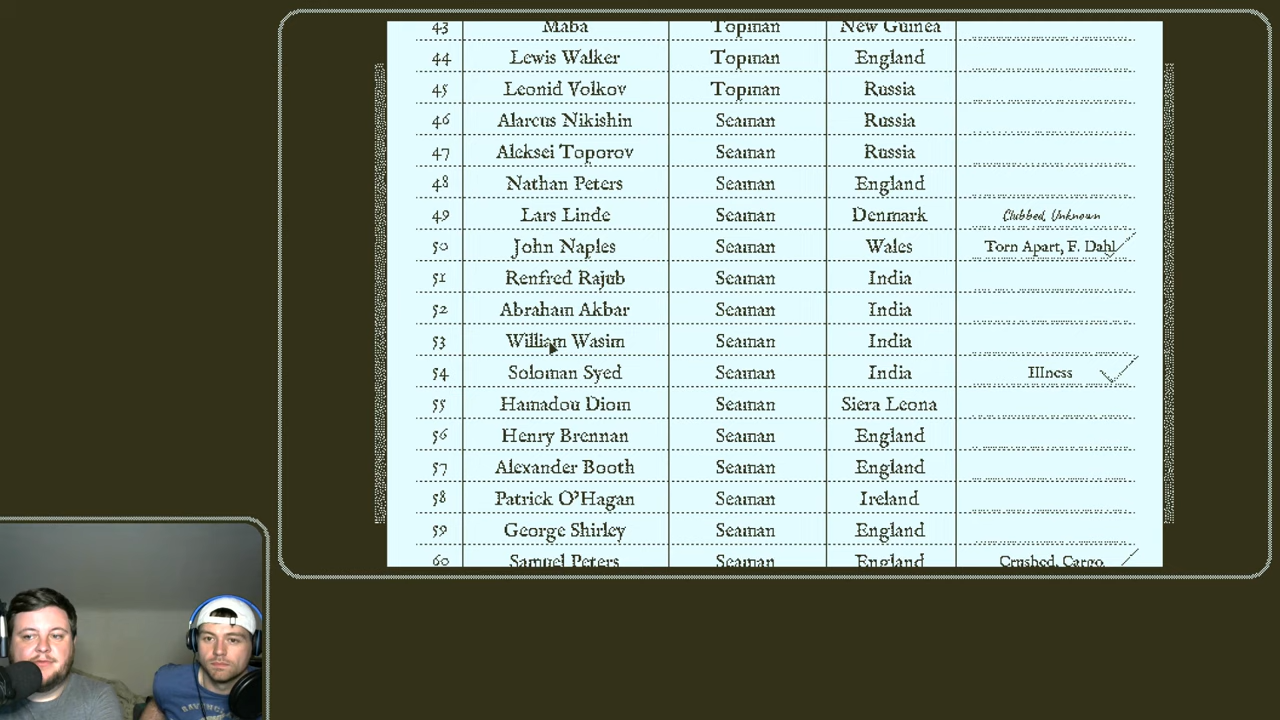 43 Maba Topman New Guinea
44 Lewis Walker Topman England
45 Leonid Volkov Topman Russia
46 Alarcus Nikishin Seaman Russia
47 Aleksei Toporov Seaman Russia
48 Nathan Peters Seaman England
49 Lars Linde Seaman Denmark Clubbed, Unknown
50 John Naples Seaman Wales Torn Apart, F. Dahl
51 Renfred Rajub Seaman India
52 Abraham Akbar Seaman India
53 William Wasim Seaman India
54 Soloman Syed Seaman India Illness
55 Hamadou Diom Seaman Siera Leona
56 Henry Brennan Seaman England
57 Alexander Booth Seaman England
58 Patrick O'Hagan Seaman Ireland
59 George Shirley Seaman England
60 Samuel Peters Seaman England Crushed, Cargo